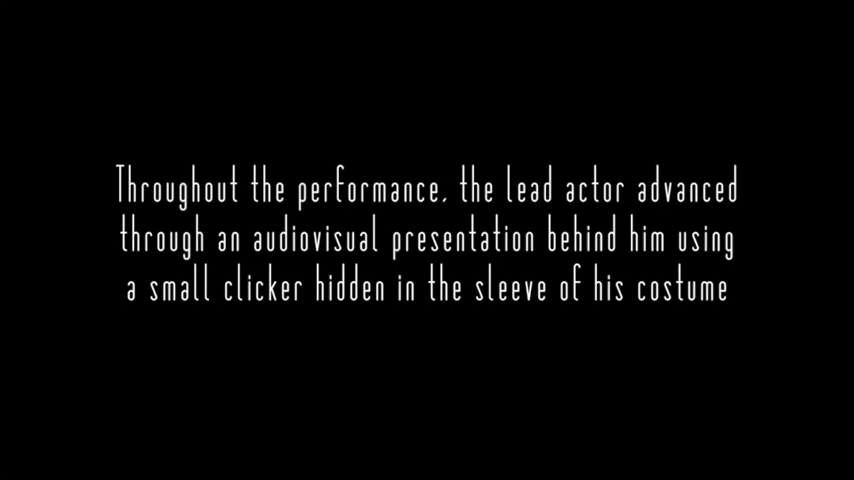 Throughout the performance, the lead actor advanced
through an audiovisual presentation behind him using
a small clicker hidden in the sleeve of his costume